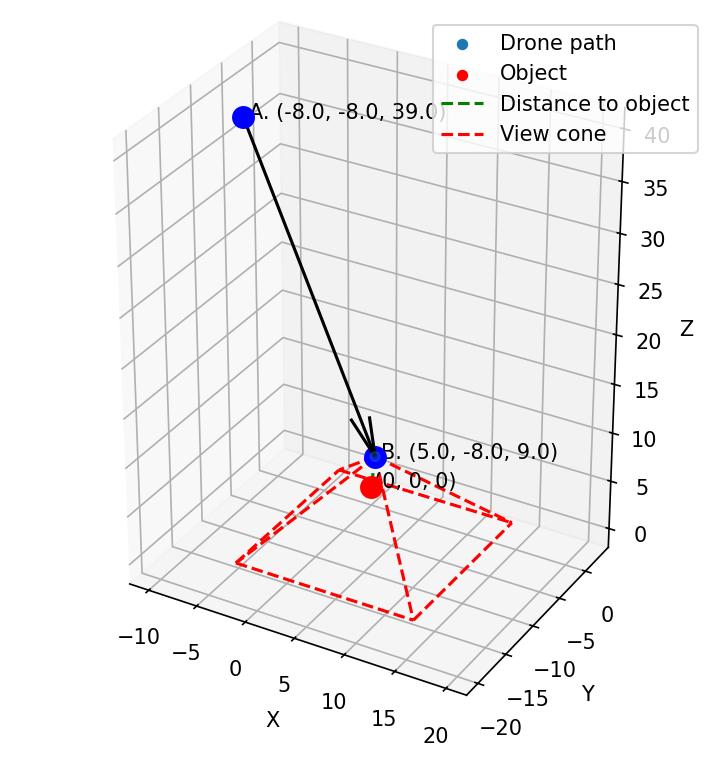 Drone path
Object
Distance to object
View cone
A. (-8.0, -8.0, 39.0)
B. (5.0, -8.0, 9.0)
(0, 0, 0)
40
35
30
25
20
15
10
5
0
Z
−10
−5
0
5
10
15
20
X
0
−5
−10
−15
−20
Y